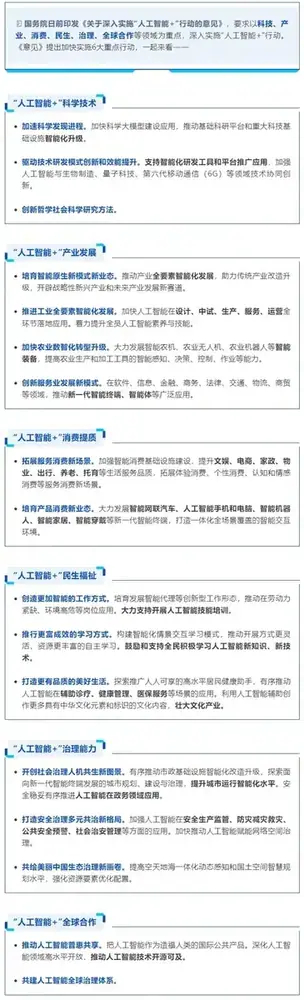 国务院日前印发《关于深入实施“人工智能+”行动的意见》，要求以科技、产
业、消费、民生、治理、全球合作等领域为重点，深入实施“人工智能+”行动。
《意见》提出加快实施6大重点行动，一起来看——
“人工智能+”科学技术
加速科学发现进程。加快科学大模型建设应用，推动基础科研平台和重大科技基
础设施智能化升级。
驱动技术研发模式创新和效能提升。支持智能化研发工具和平台推广应用，加强
人工智能与生物制造、量子科技、第六代移动通信（6G）等领域技术协同创
新。
创新哲学社会科学研究方法。
“人工智能+”产业发展
培育智能原生新模式新业态。推动产业全要素智能化发展，助力传统产业改造升
级，开辟战略性新兴产业和未来产业发展新赛道。
推进工业全要素智能化发展。加快人工智能在设计、中试、生产、服务、运营全
环节落地应用。着力提升全员人工智能素养与技能。
加快农业数智化转型升级。大力发展智能农机、农业无人机、农业机器人等智能
装备，提高农业生产和加工工具的智能感知、决策、控制、作业等能力。
创新服务业发展新模式。在软件、信息、金融、商务、法律、交通、物流、商贸
等领域，推动新一代智能终端、智能体等广泛应用。
“人工智能+”消费提质
拓展服务消费新场景。加强智能消费基础设施建设，提升文娱、电商、家政、物
业、出行、养老、托育等生活服务品质，拓展体验消费、个性消费、认知和情感
消费等服务消费新场景。
培育产品消费新业态。大力发展智能网联汽车、人工智能手机和电脑、智能机器
人、智能家居、智能穿戴等新一代智能终端，打造一体化全场景覆盖的智能交互
环境。
“人工智能+”民生福祉
创造更加智能的工作方式。培育发展智能代理等创新型工作形态，推动在劳动力
紧缺、环境高危等岗位应用。大力支持开展人工智能技能培训。
推行更富成效的学习方式。构建智能化情景交互学习模式，推动开展方式更灵
活、资源更丰富的自主学习。鼓励和支持全民积极学习人工智能新知识、新技
术。
打造更有品质的美好生活。探索推广人人可享的高水平居民健康助手，有序推动
人工智能在辅助诊疗、健康管理、医保服务等场景的应用。利用人工智能辅助创
作更多具有中华文化元素和标识的文化内容，壮大文化产业。
“人工智能+”治理能力
开创社会治理人机共生新图景。有序推动市政基础设施智能化改造升级，探索面
向新一代智能终端发展的城市规划、建设与治理，提升城市运行智能化水平。安
全稳妥有序推进人工智能在政务领域应用。
打造安全治理多元共治新格局。加强人工智能在安全生产监管、防灾减灾救灾、
公共安全预警、社会治安管理等方面的应用。加快推动人工智能赋能网络空间治
理。
共绘美丽中国生态治理新画卷。提高空天地海一体化动态感知和国土空间智慧规
划水平，强化资源要素优化配置。
“人工智能+”全球合作
推动人工智能普惠共享。把人工智能作为造福人类的国际公共产品。深化人工智
能领域高水平开放，推动人工智能技术开源可及。
共建人工智能全球治理体系。